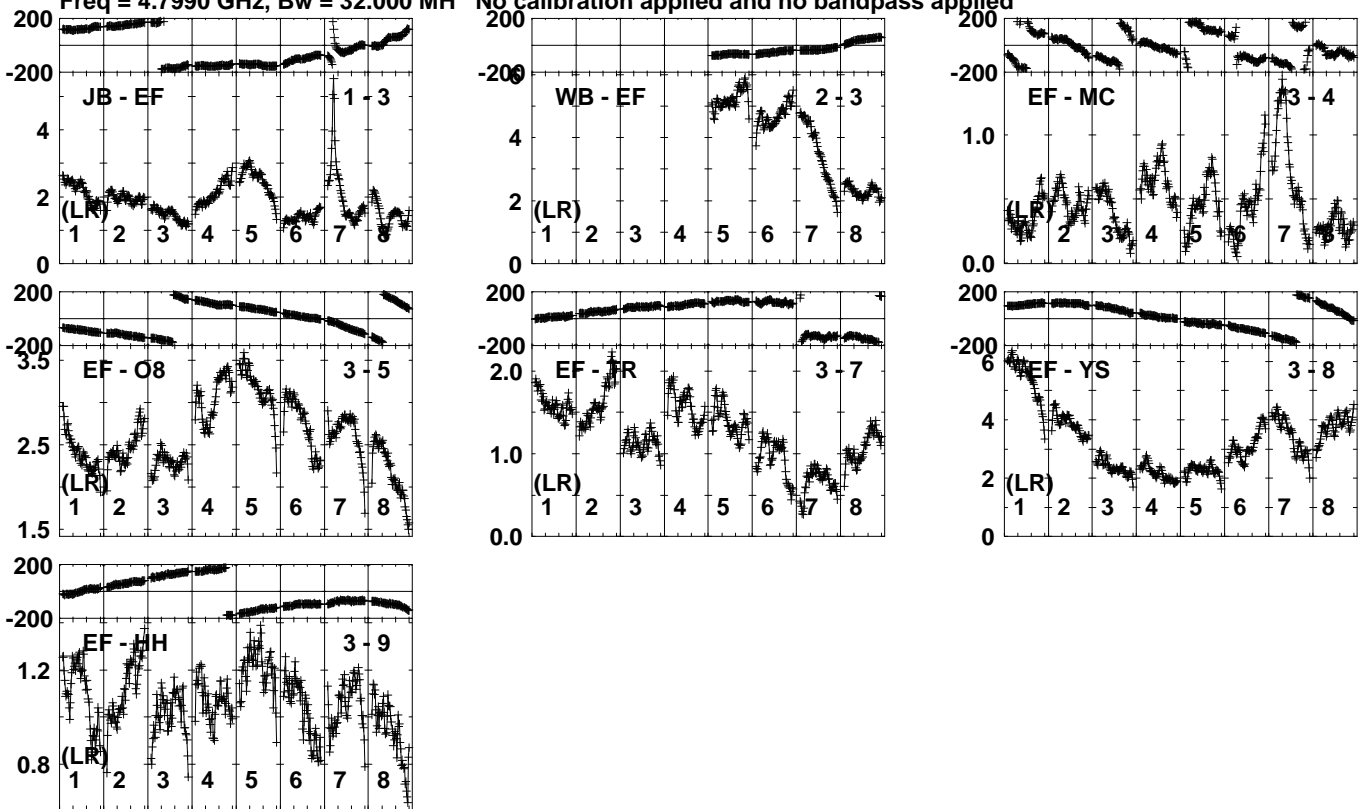 Freq = 4.7990 GHz, Bw = 32.000 MH No calibration applied and no bandpass applied
200
-200
JB - EF 1 - 3
4
2
0
(LR)
1 2 3 4 5 6 7 8
200
-200
6
WB - EF 2 - 3
4
2
0
(LR)
1 2 3 4 5 6 7 8
200
-200
EF - MC 3 - 4
1.0
0.0
(LR)
1 2 3 4 5 6 7 8
200
-200
3.5
EF - O8 3 - 5
2.5
1.5
(LR)
1 2 3 4 5 6 7 8
200
-200
2.0
EF - TR 3 - 7
1.0
0.0
(LR)
1 2 3 4 5 6 7 8
200
-200
6
EF - YS 3 - 8
4
2
0
(LR)
1 2 3 4 5 6 7 8
200
-200
EF - HH 3 - 9
1.2
0.8
(LR)
1 2 3 4 5 6 7 8